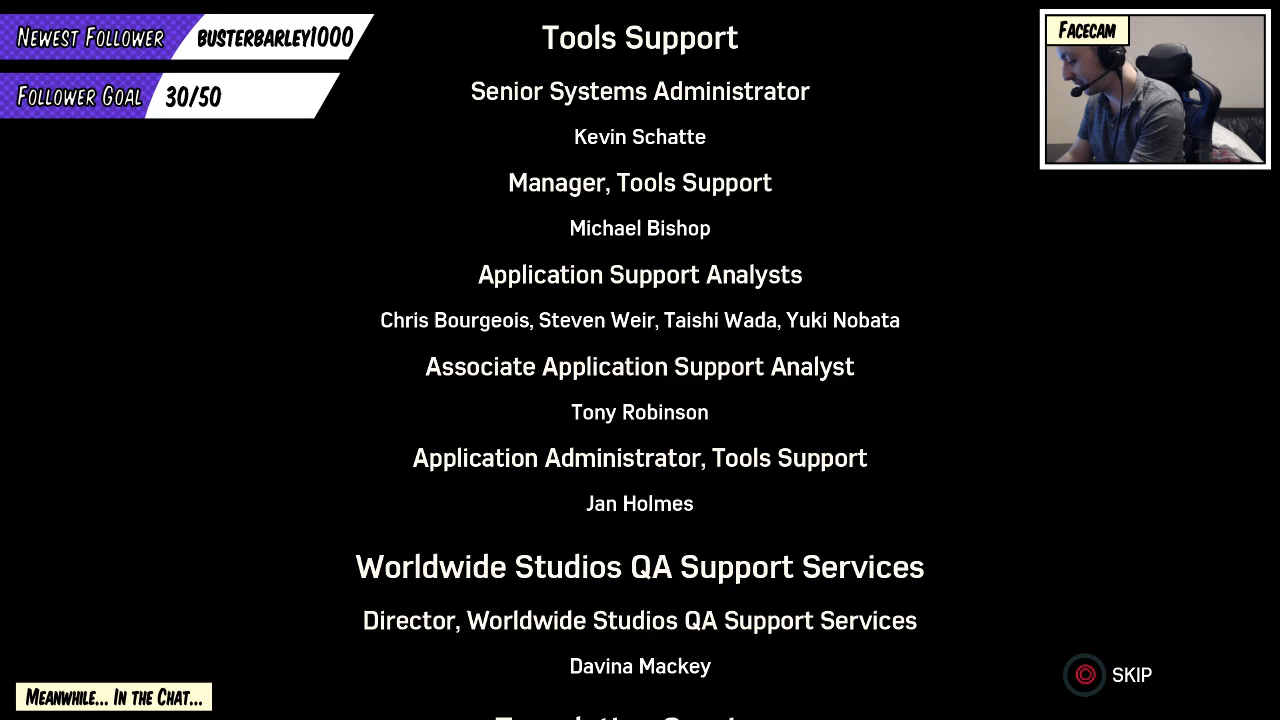 Newest Follower
BUSTERBARLEY1000
Follower Goal
30/50
Facecam
Tools Support
Senior Systems Administrator
Kevin Schatte
Manager, Tools Support
Michael Bishop
Application Support Analysts
Chris Bourgeois, Steven Weir, Taishi Wada, Yuki Nobata
Associate Application Support Analyst
Tony Robinson
Application Administrator, Tools Support
Jan Holmes
Worldwide Studios QA Support Services
Director, Worldwide Studios QA Support Services
Davina Mackey
SKIP
Meanwhile... In the Chat...